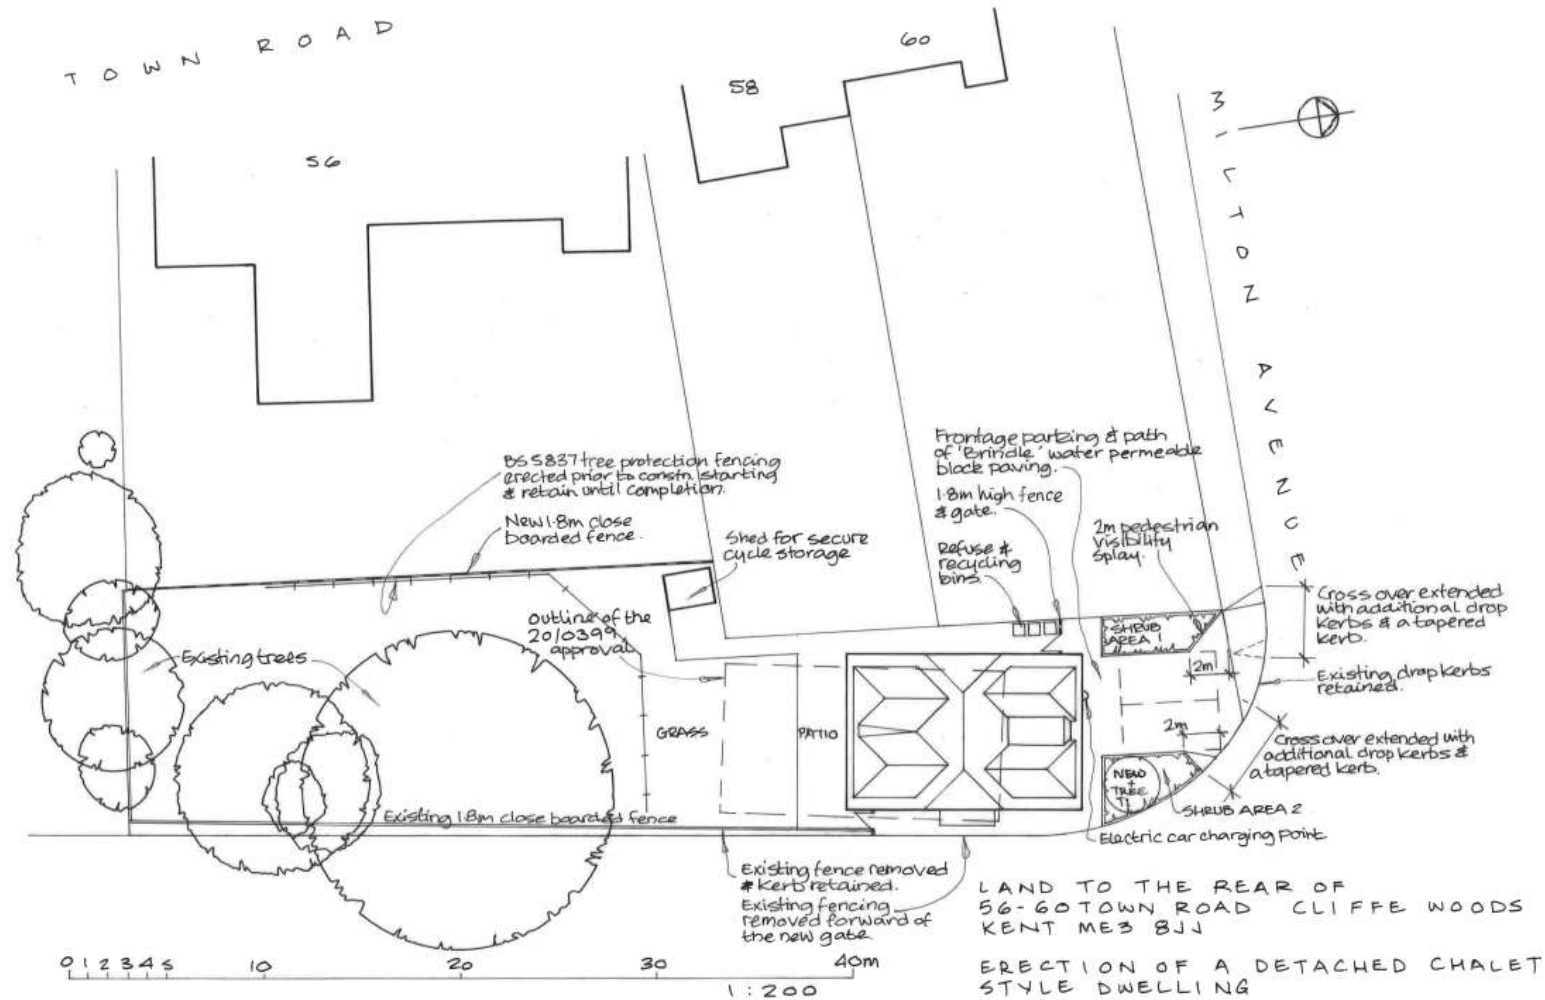 TOWN ROAD
56
58
60
MILTON AVENUE
BS 5837 tree protection fencing
erected prior to constn. starting
& retain until completion.
New 1.8m close
boarded fence.
Shed for secure
cycle storage
Outline of the
20/0399
approval
Existing trees
Frontage parking & path
of 'Brindle' water permeable
block paving.
1.8m high fence
& gate.
Refuse &
recycling
bins.
2m pedestrian
visibility
splay.
SHRUB
AREA 1
2m
Cross over extended
with additional drop
kerbs & a tapered
kerb.
Existing drop kerbs
retained.
2m
Cross over extended with
additional drop kerbs &
a tapered kerb.
GRASS
PATIO
NEW
TREE
T1
SHRUB AREA 2
Electric car charging point
Existing 1.8m close boarded fence
Existing fence removed
& kerb retained.
Existing fencing
removed forward of
the new gate.
LAND TO THE REAR OF
56-60 TOWN ROAD CLIFFE WOODS
KENT ME3 8JJ
ERECTION OF A DETACHED CHALET
STYLE DWELLING
0 1 2 3 4 5 10 20 30 40m
1:200